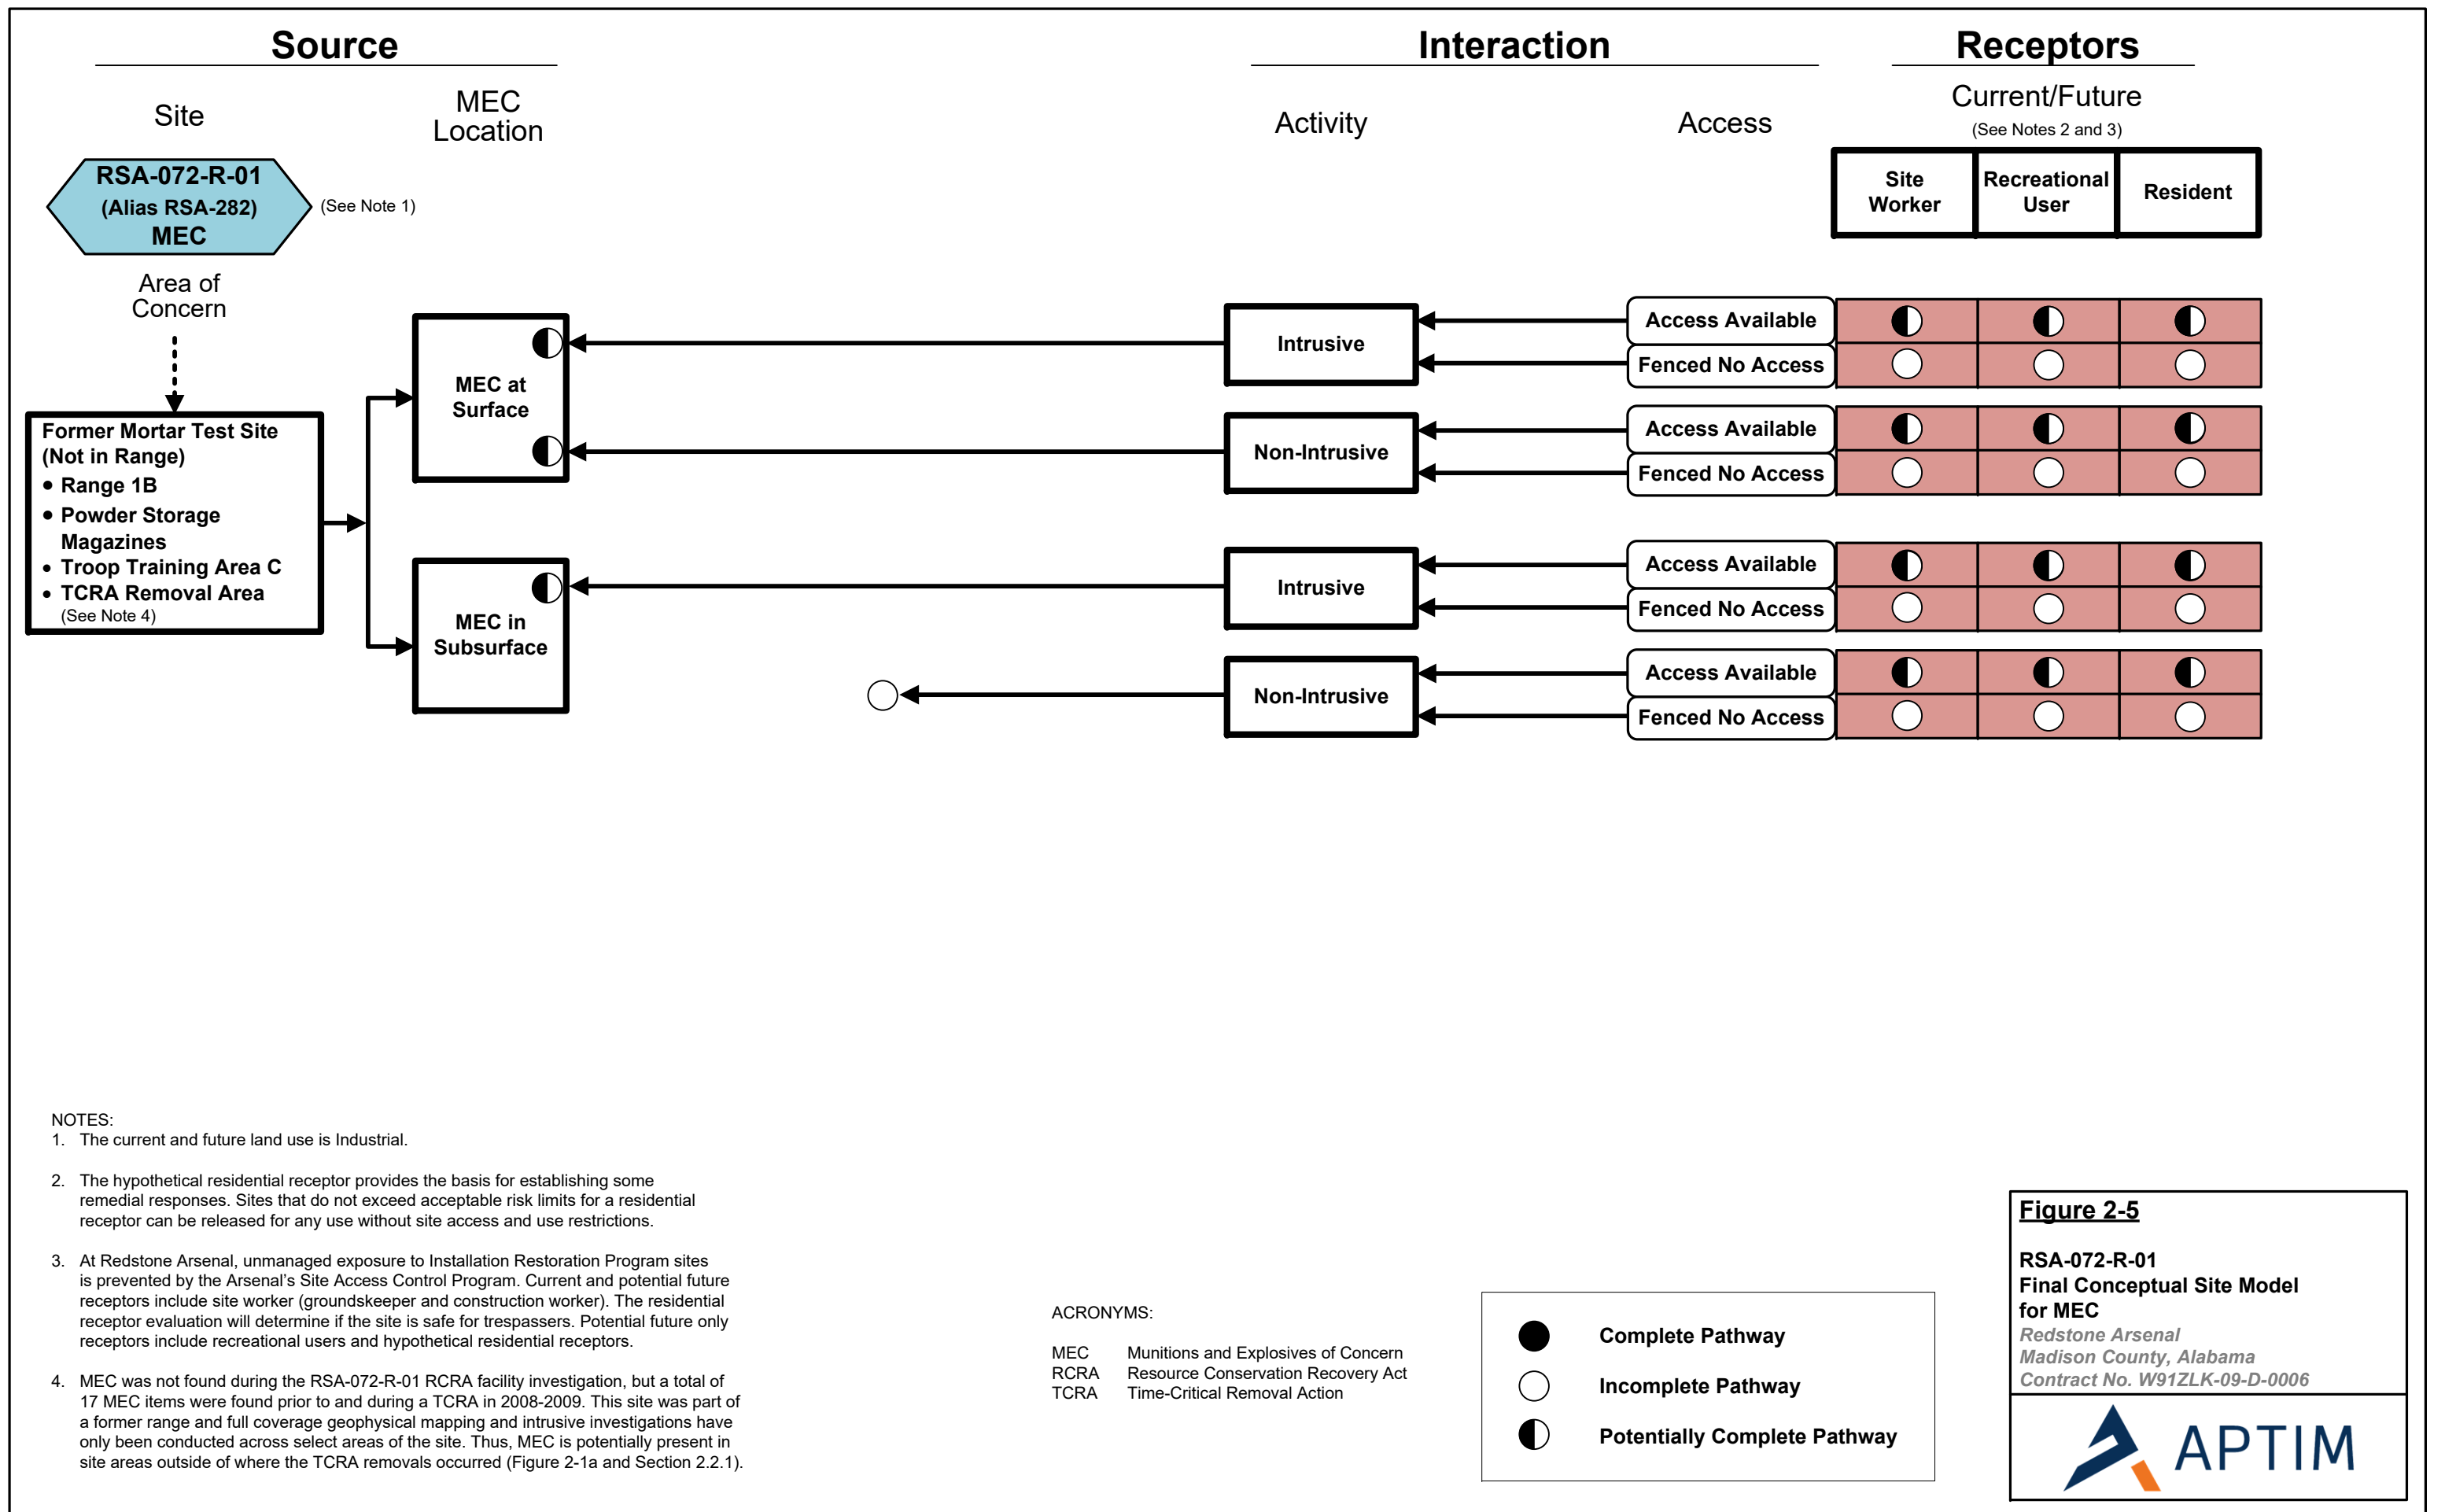 Source
Interaction
Receptors
Site
MEC
Location
Activity
Access
Current/Future
(See Notes 2 and 3)
RSA-072-R-01
(Alias RSA-282)
MEC
(See Note 1)
Site
Worker
Recreational
User
Resident
Area of
Concern
Former Mortar Test Site
(Not in Range)
• Range 1B
• Powder Storage
Magazines
• Troop Training Area C
• TCRA Removal Area
(See Note 4)
MEC at
Surface
MEC in
Subsurface
Intrusive
Access Available
Fenced No Access
Non-Intrusive
Access Available
Fenced No Access
Intrusive
Access Available
Fenced No Access
Non-Intrusive
Access Available
Fenced No Access
NOTES:
1. The current and future land use is Industrial.
2. The hypothetical residential receptor provides the basis for establishing some
remedial responses. Sites that do not exceed acceptable risk limits for a residential
receptor can be released for any use without site access and use restrictions.
3. At Redstone Arsenal, unmanaged exposure to Installation Restoration Program sites
is prevented by the Arsenal's Site Access Control Program. Current and potential future
receptors include site worker (groundskeeper and construction worker). The residential
receptor evaluation will determine if the site is safe for trespassers. Potential future only
receptors include recreational users and hypothetical residential receptors.
4. MEC was not found during the RSA-072-R-01 RCRA facility investigation, but a total of
17 MEC items were found prior to and during a TCRA in 2008-2009. This site was part of
a former range and full coverage geophysical mapping and intrusive investigations have
only been conducted across select areas of the site. Thus, MEC is potentially present in
site areas outside of where the TCRA removals occurred (Figure 2-1a and Section 2.2.1).
ACRONYMS:
MEC Munitions and Explosives of Concern
RCRA Resource Conservation Recovery Act
TCRA Time-Critical Removal Action
Complete Pathway
Incomplete Pathway
Potentially Complete Pathway
Figure 2-5
RSA-072-R-01
Final Conceptual Site Model
for MEC
Redstone Arsenal
Madison County, Alabama
Contract No. W91ZLK-09-D-0006
APTIM